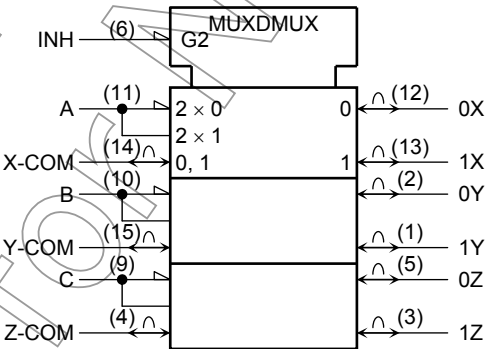 MUXDMUX
INH (6) G2
A (11) 2 × 0 0 (12) 0X
2 × 1
X-COM (14) 0, 1 1 (13) 1X
B (10) (2) 0Y
Y-COM (15) (1) 1Y
C (9) (5) 0Z
Z-COM (4) (3) 1Z